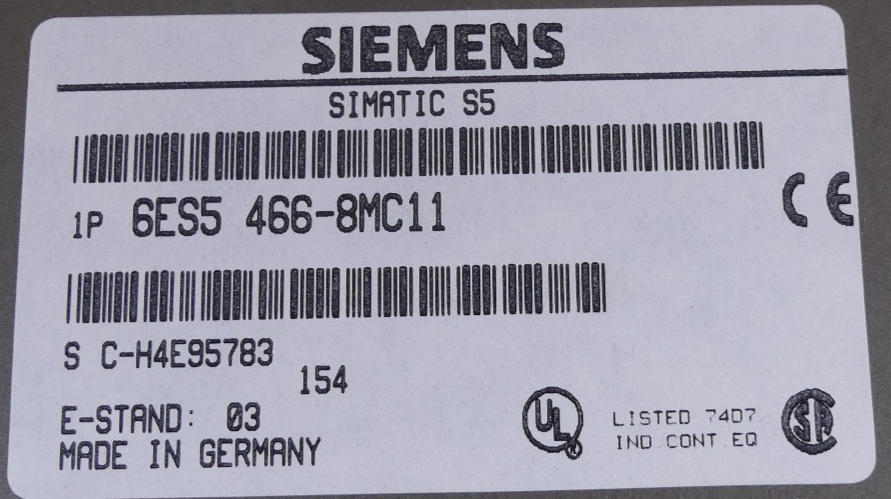 SIEMENS
SIMATIC S5
1P 6ES5 466-8MC11
CE
S C-H4E95783
154
E-STAND: 03
MADE IN GERMANY
UL
LISTED 74D7
IND.CONT.EQ
SA